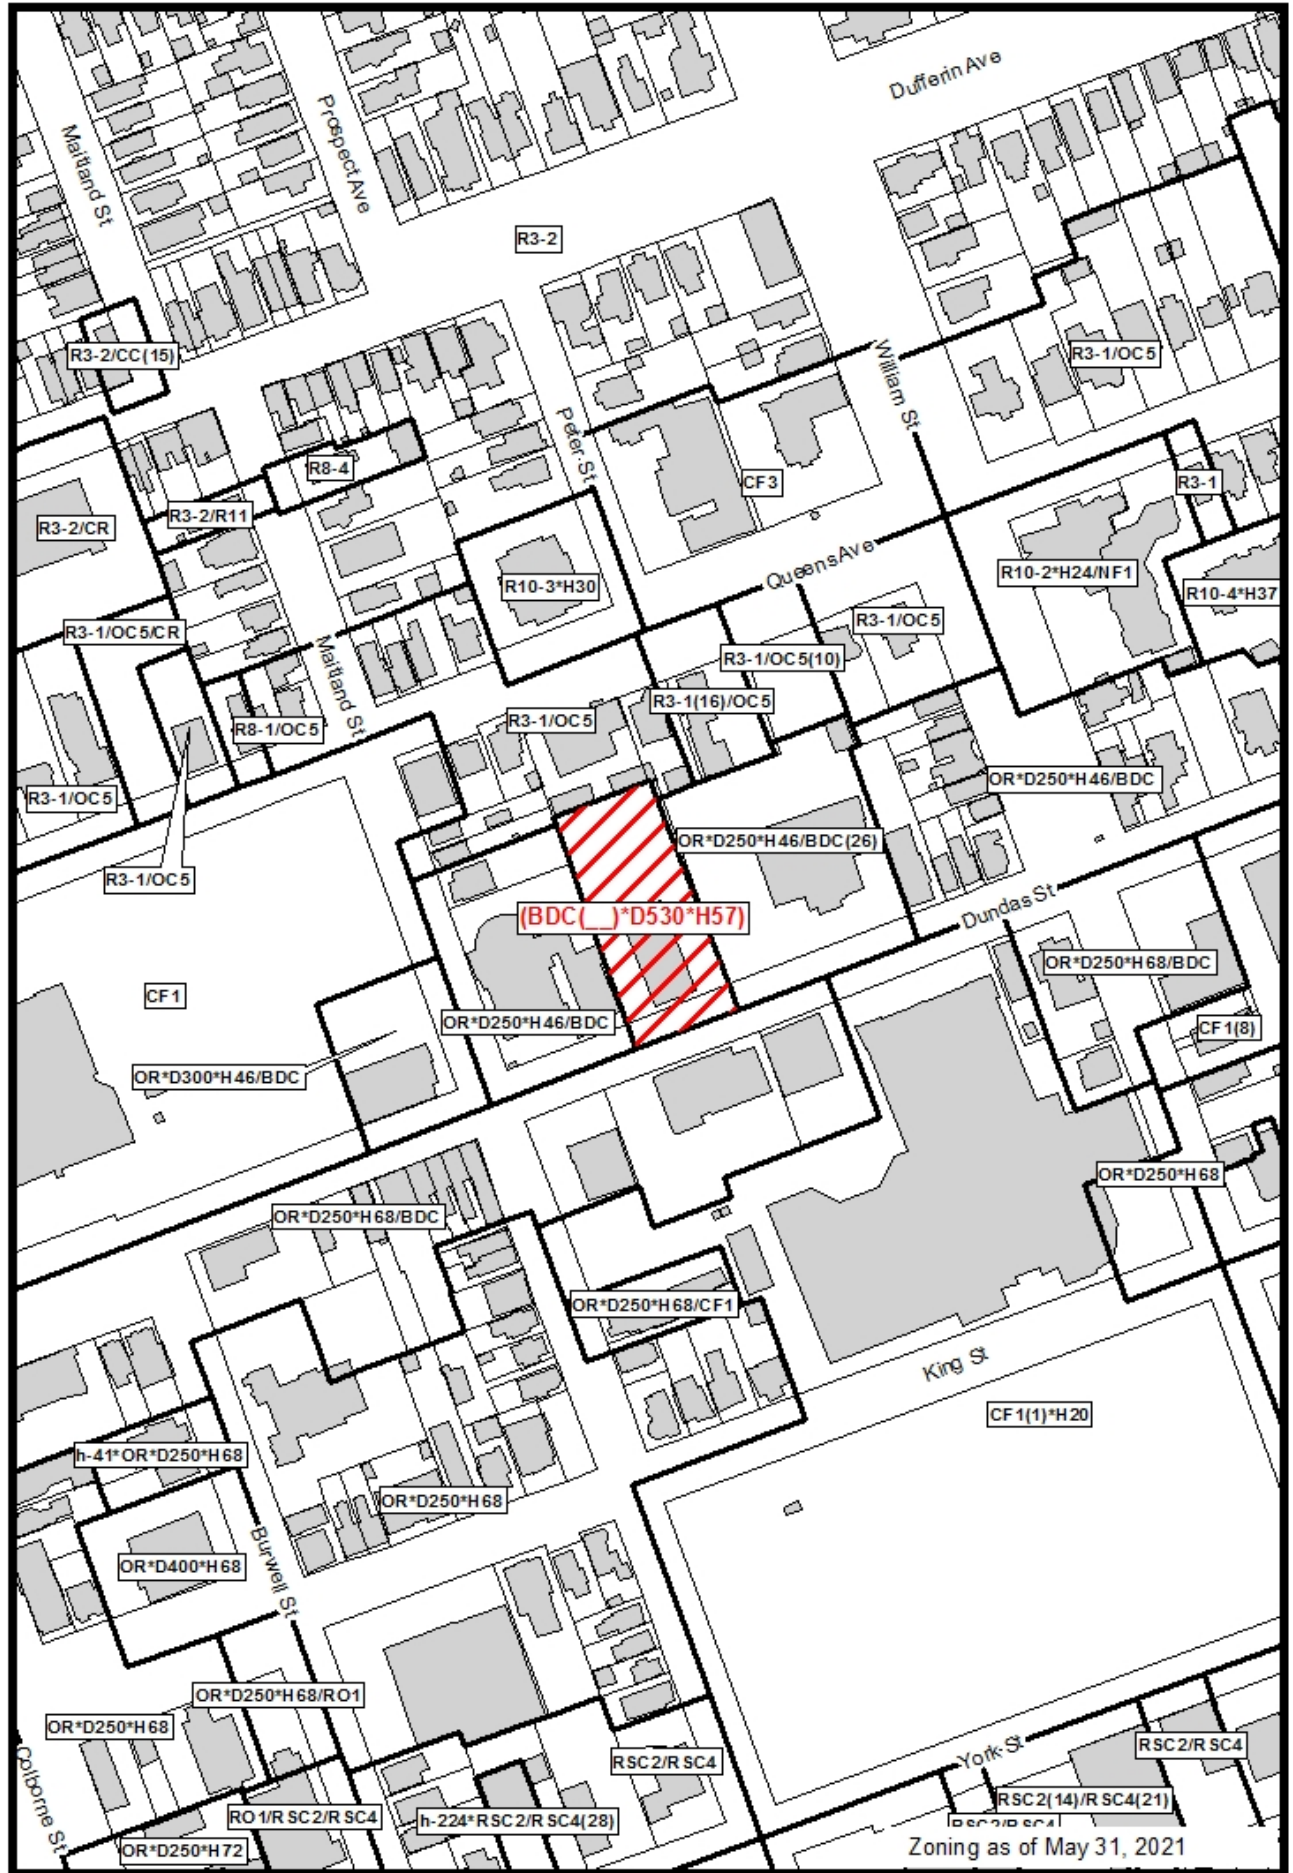 Dufferin Ave
Maitland St
Prospect Ave
R3-2
R3-2/CC(15)
William St
R3-1/OC5
Peter St
R8-4
CF3
R3-1
R3-2/R11
R3-2/CR
Queens Ave
R10-2*H24/NF1
R10-3*H30
R10-4*H37
R3-1/OC5
R3-1/OC5/CR
Maitland St
R3-1/OC5(10)
R3-1(16)/OC5
R3-1/OC5
R8-1/OC5
OR*D250*H46/BDC
R3-1/OC5
OR*D250*H46/BDC(26)
R3-1/OC5
(BDC(__)*D530*H57)
Dundas St
OR*D250*H68/BDC
CF1
OR*D250*H46/BDC
CF1(8)
OR*D300*H46/BDC
OR*D250*H68
OR*D250*H68/BDC
OR*D250*H68/CF1
King St
CF1(1)*H20
h-41*OR*D250*H68
OR*D250*H68
OR*D400*H68
Burwell St
OR*D250*H68/RO1
OR*D250*H68
Colborne St
York St
RSC2/RSC4
RSC2/RSC4
RSC2(14)/RSC4(21)
RO1/RSC2/RSC4
h-224*RSC2/RSC4(28)
RSC2/RSC4
Zoning as of May 31, 2021
OR*D250*H72